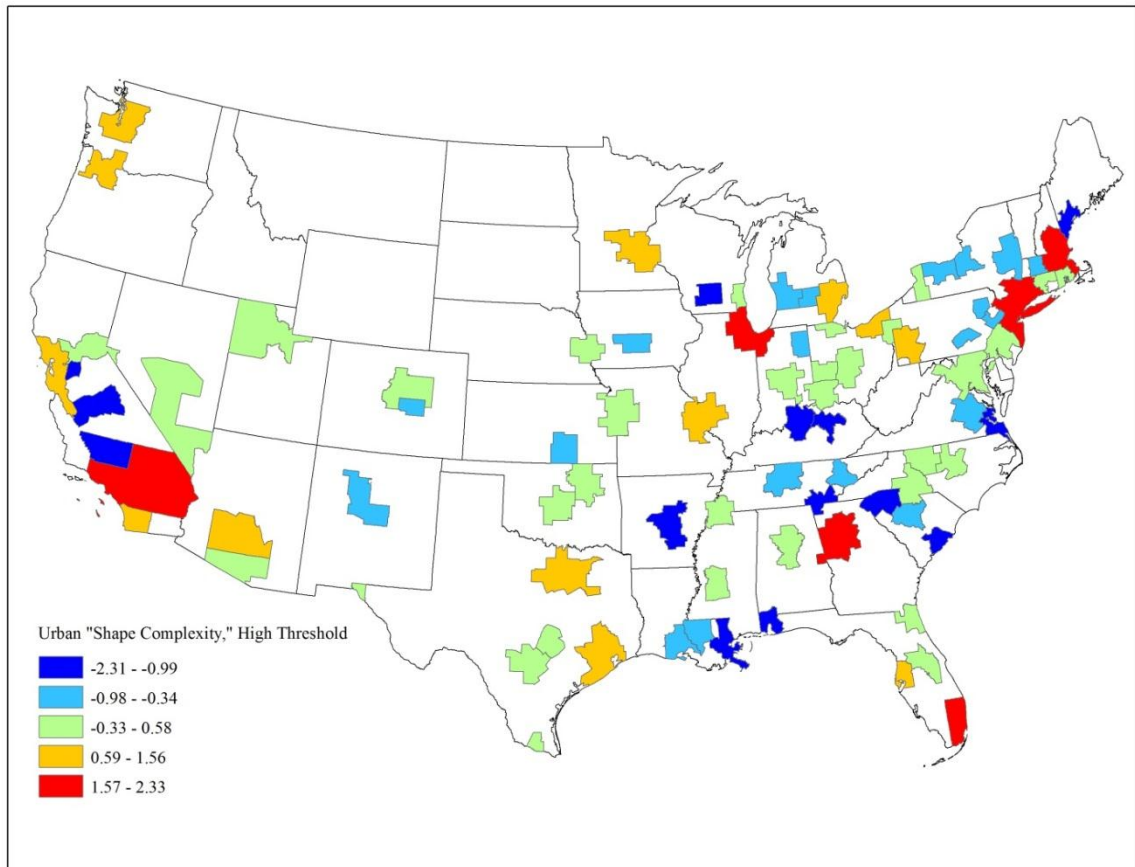 Urban "Shape Complexity," High Threshold
-2.31 - -0.99
-0.98 - -0.34
-0.33 - 0.58
0.59 - 1.56
1.57 - 2.33